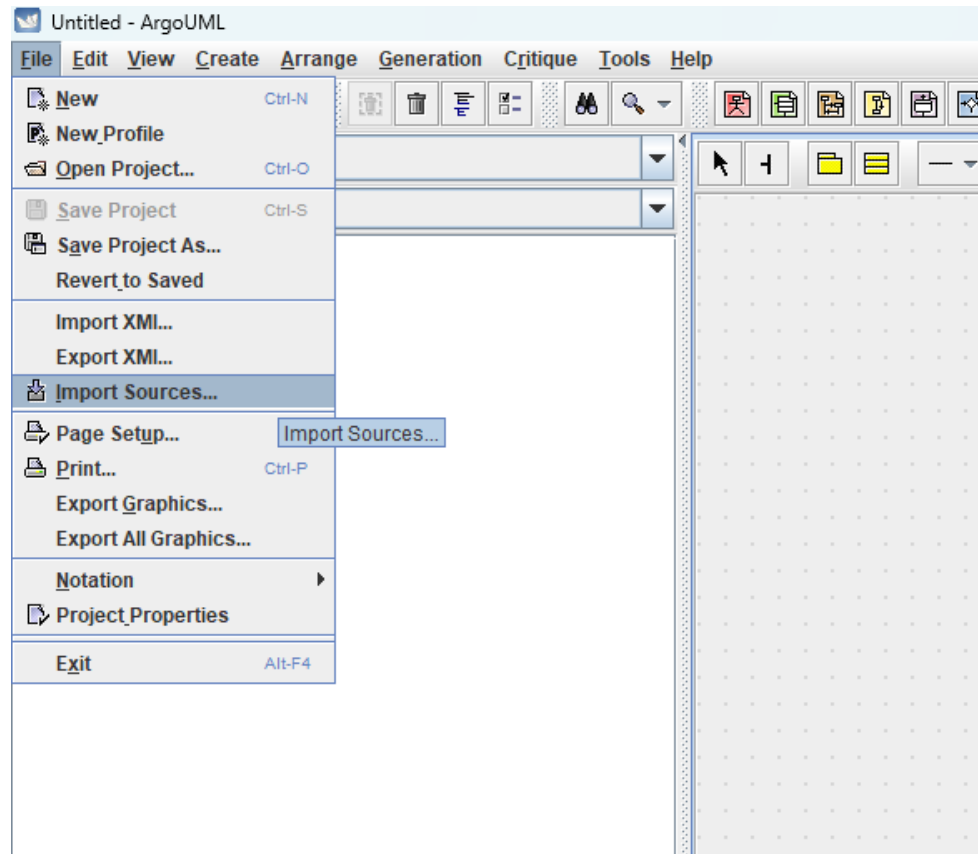 Untitled - ArgoUML
File Edit View Create Arrange Generation Critique Tools Help
New Ctrl-N
New Profile
Open Project... Ctrl-O
Save Project Ctrl-S
Save Project As...
Revert to Saved
Import XMI...
Export XMI...
Import Sources...
Page Setup...
Import Sources...
Print... Ctrl-P
Export Graphics...
Export All Graphics...
Notation
Project Properties
Exit Alt-F4